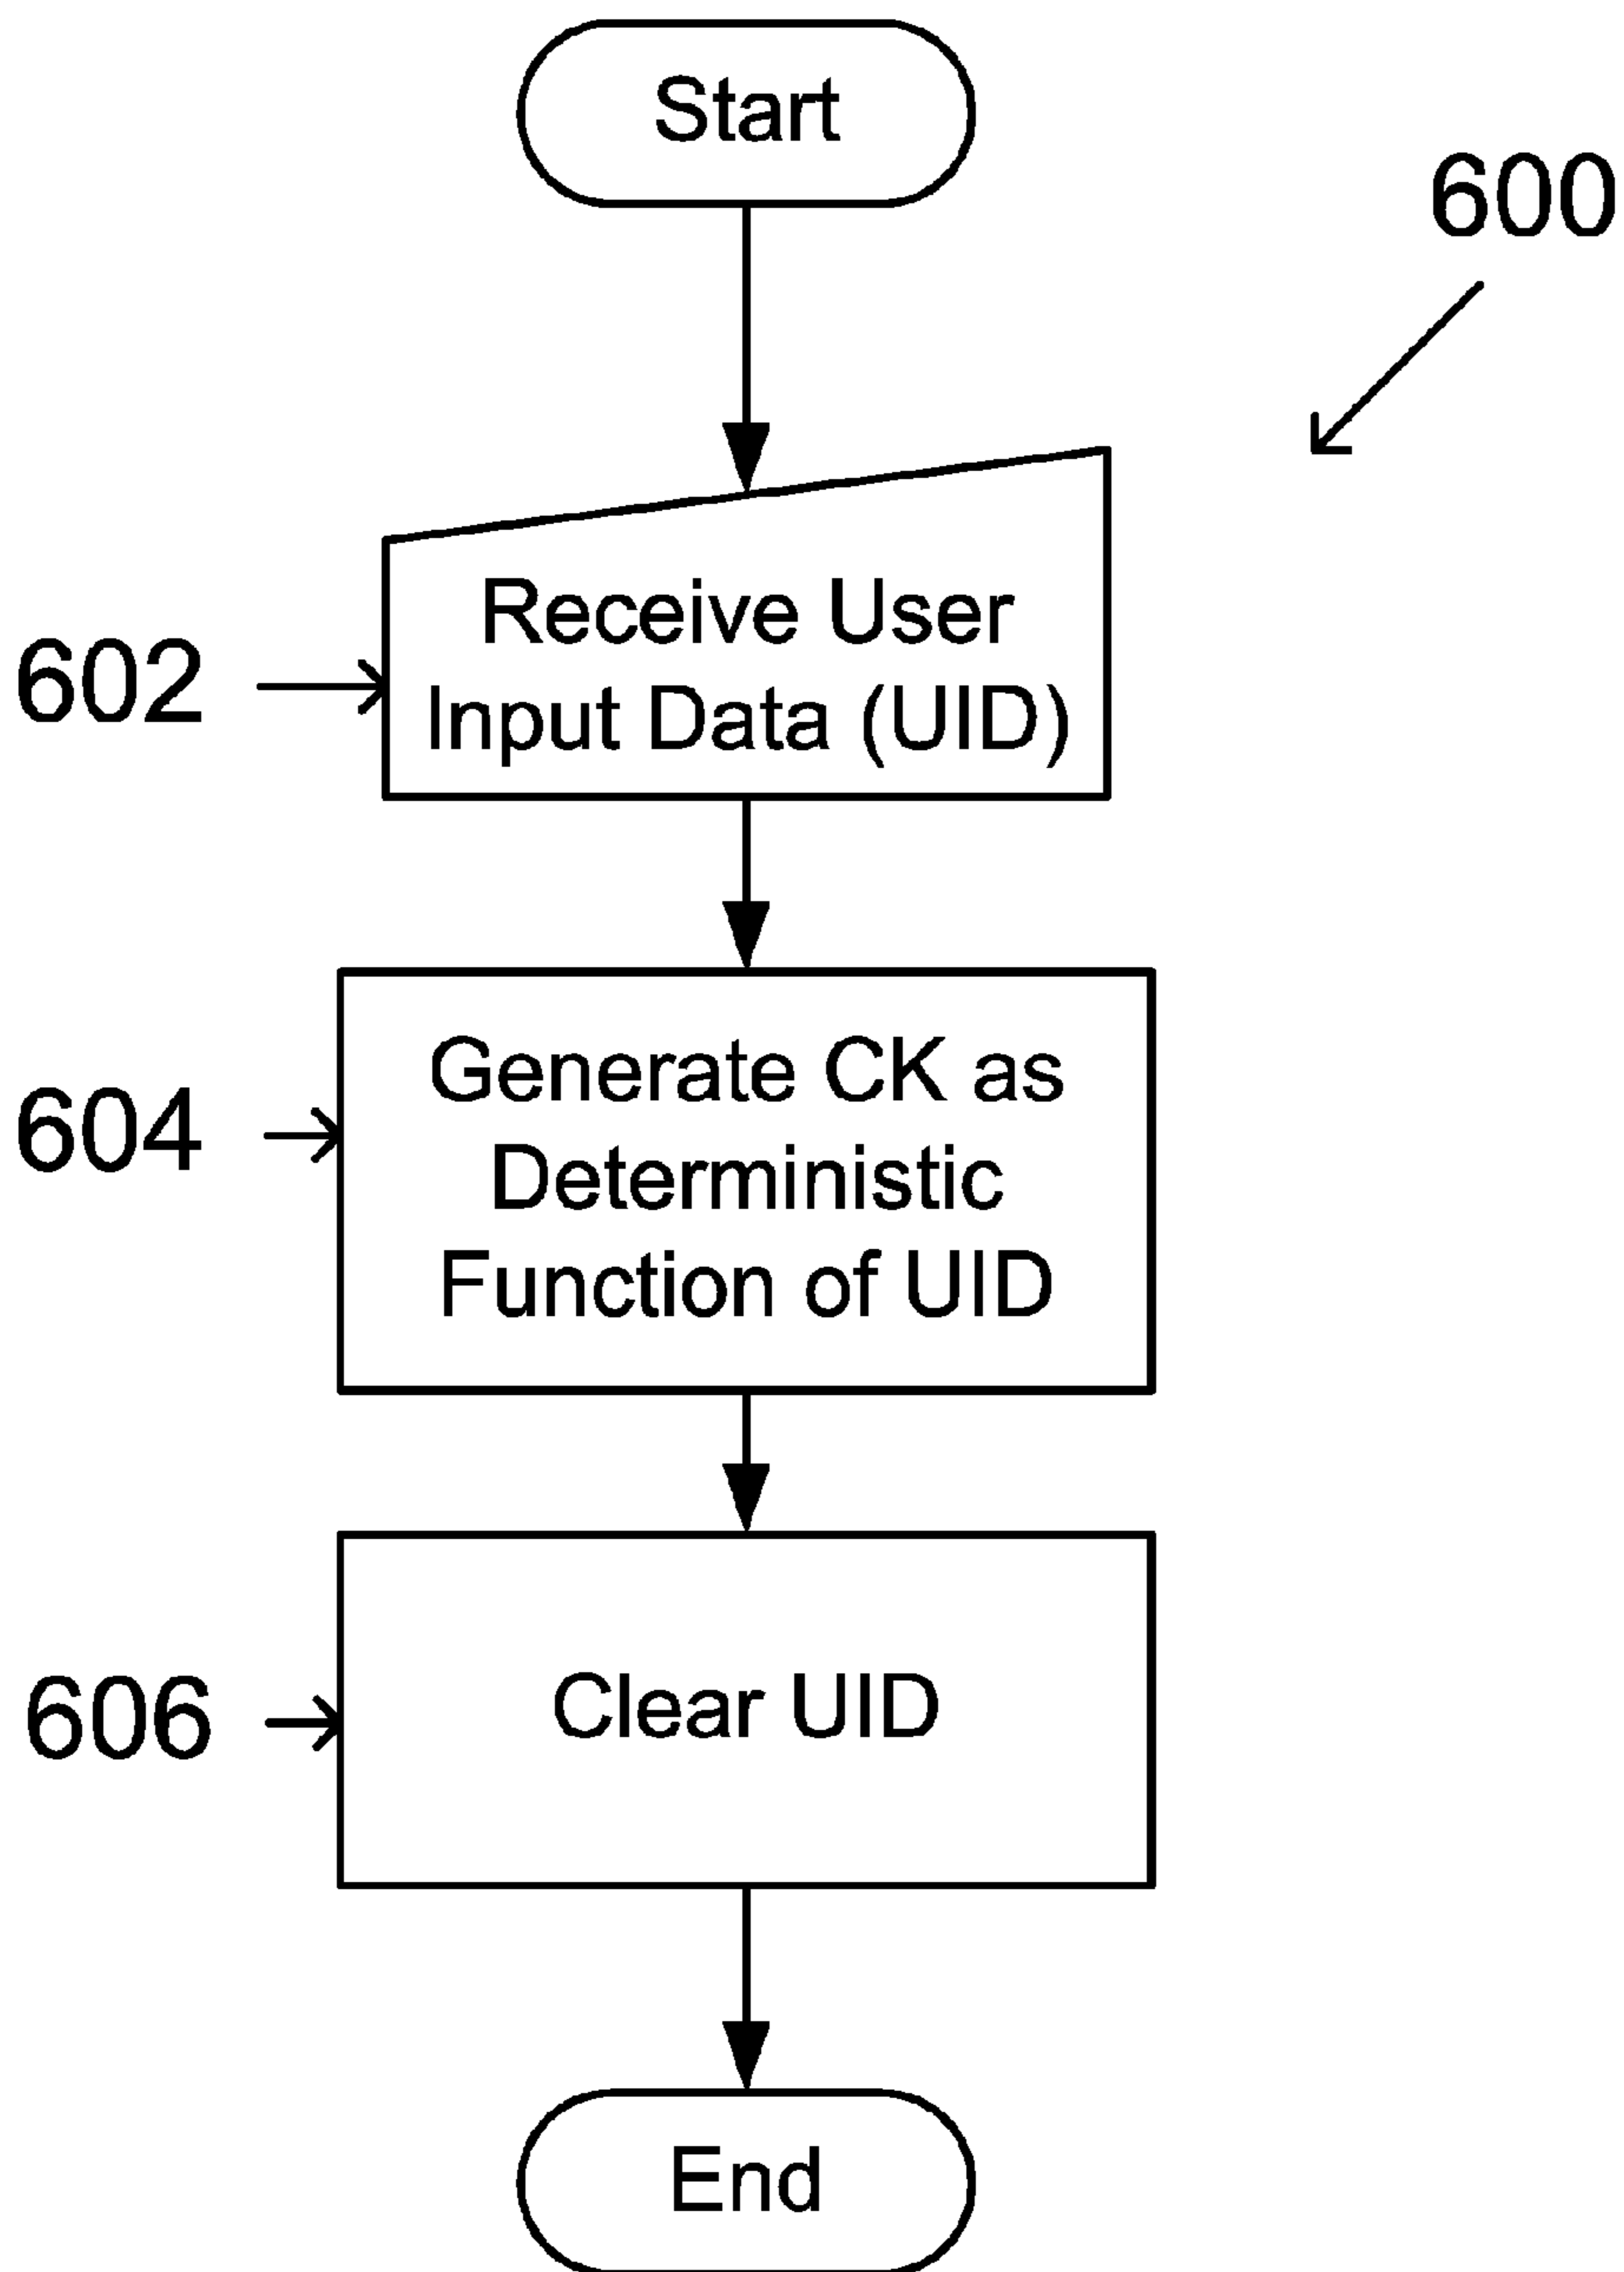 Start
600
Receive User
602
Input Data (UID)
Generate CK as
604
Deterministic
Function of UID
606
Clear UID
End